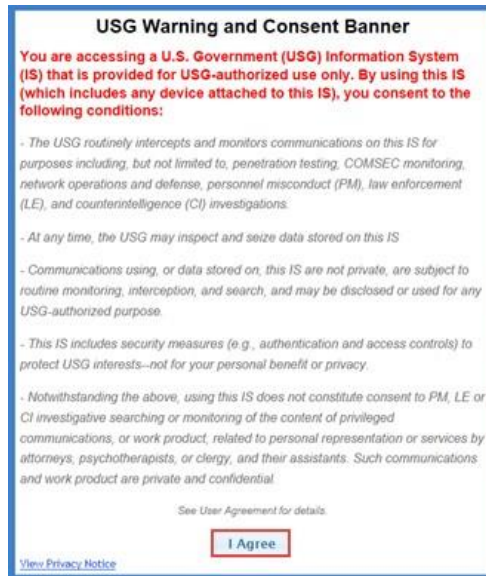 USG Warning and Consent Banner
You are accessing a U.S. Government (USG) Information System
(IS) that is provided for USG-authorized use only. By using this IS
(which includes any device attached to this IS), you consent to the
following conditions:
- The USG routinely intercepts and monitors communications on this IS for
purposes including, but not limited to, penetration testing, COMSEC monitoring,
network operations and defense, personnel misconduct (PM), law enforcement
(LE), and counterintelligence (CI) investigations.
- At any time, the USG may inspect and seize data stored on this IS
- Communications using, or data stored on, this IS are not private, are subject to
routine monitoring, interception, and search, and may be disclosed or used for any
USG-authorized purpose.
- This IS includes security measures (e.g., authentication and access controls) to
protect USG interests--not for your personal benefit or privacy.
- Notwithstanding the above, using this IS does not constitute consent to PM, LE or
CI investigative searching or monitoring of the content of privileged
communications, or work product, related to personal representation or services by
attorneys, psychotherapists, or clergy, and their assistants. Such communications
and work product are private and confidential.
See User Agreement for details.
I Agree
View Privacy Notice